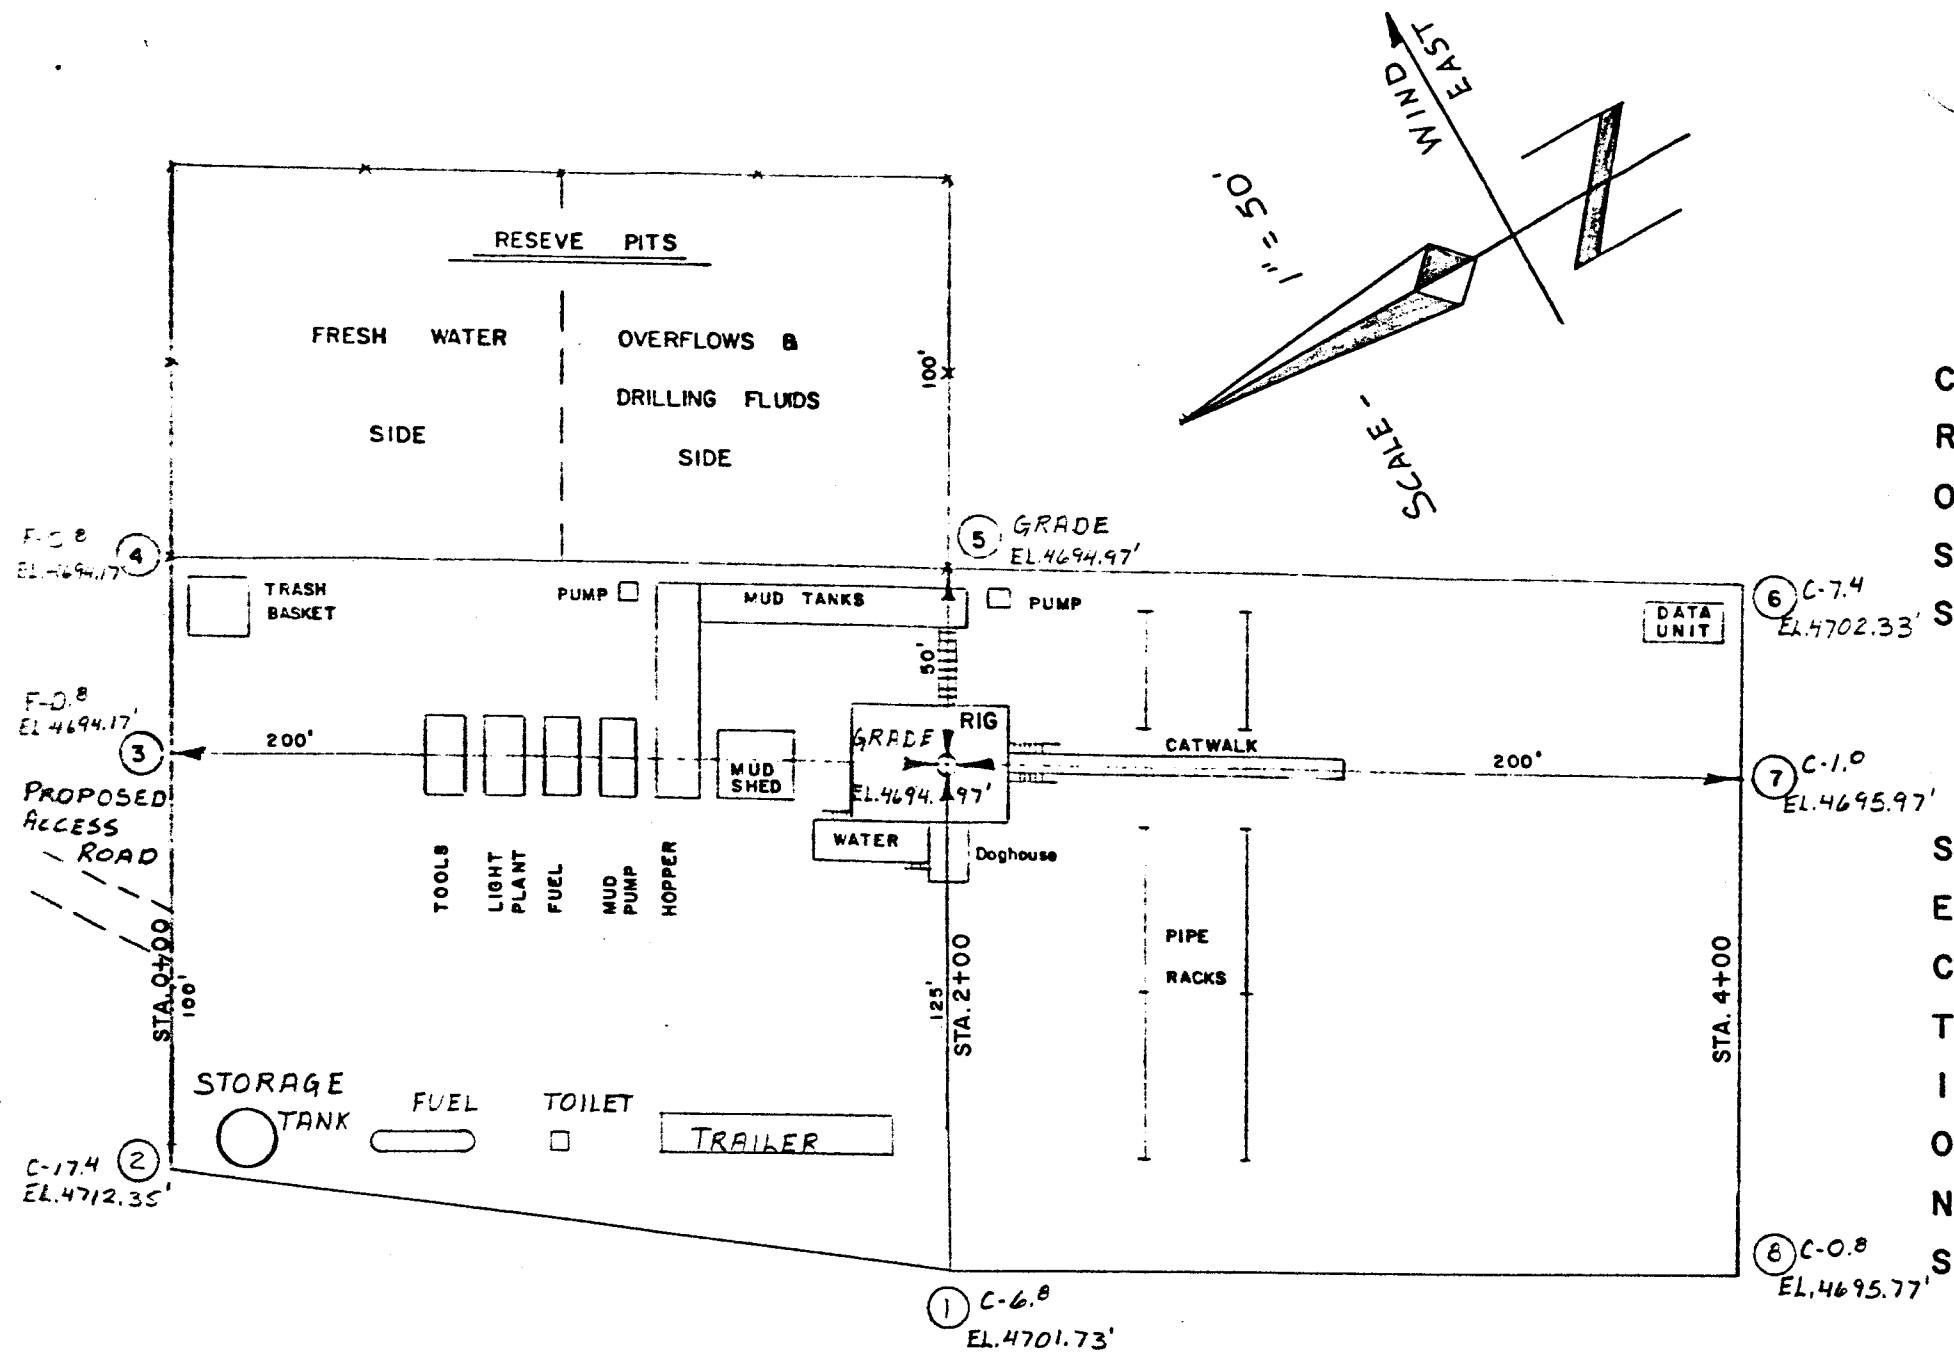 WIND
EAST
1" = 50'
SCALE -
N
RESEVE PITS
FRESH WATER
SIDE
OVERFLOWS &
DRILLING FLUIDS
SIDE
100'
4
EL.4694.17'
5 GRADE
EL.4694.97'
6 C-7.4
EL.4702.33'
TRASH
BASKET
PUMP
MUD TANKS
PUMP
DATA
UNIT
50'
F-0.8
EL.4694.17'
3
200'
RIG
GRADE
EL.4694.97'
MUD
SHED
CATWALK
200'
7 C-1.0
EL.4695.97'
PROPOSED
ACCESS
ROAD
WATER
Doghouse
TOOLS
LIGHT
PLANT
FUEL
MUD
PUMP
HOPPER
PIPE
RACKS
STA. 0+00
100'
125'
STA. 2+00
STA. 4+00
STORAGE
TANK
FUEL
TOILET
TRAILER
C-17.4 2
EL.4712.35'
1 C-6.8
EL.4701.73'
8 C-0.8
EL.4695.77'
CROSS SECTIONS